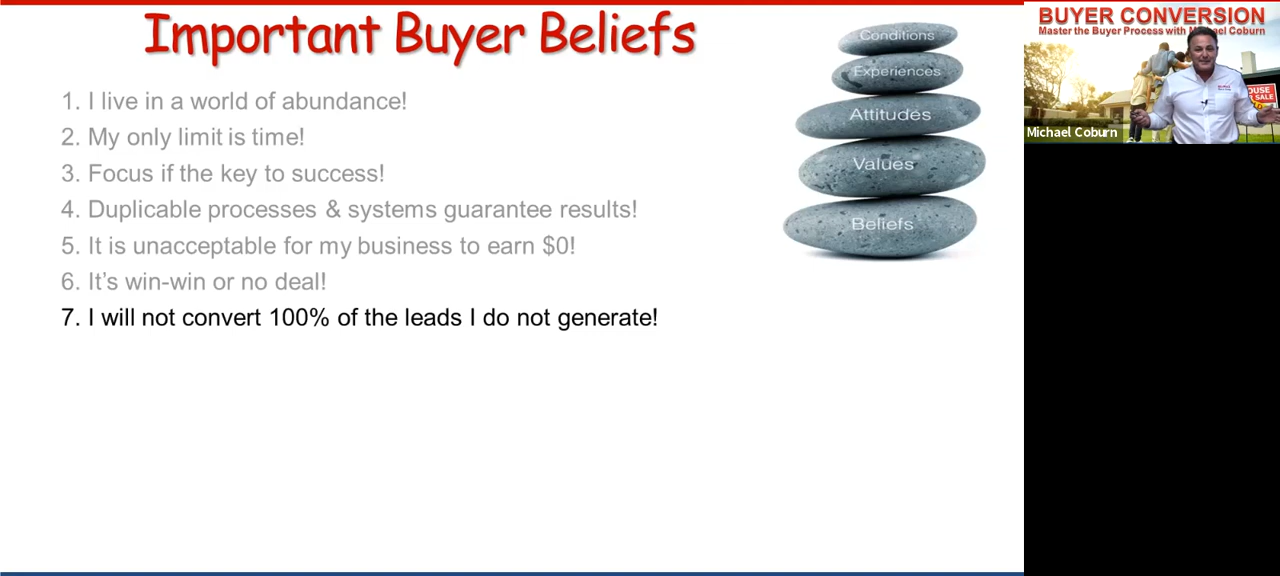 Important Buyer Beliefs
1. I live in a world of abundance!
2. My only limit is time!
3. Focus if the key to success!
4. Duplicable processes & systems guarantee results!
5. It is unacceptable for my business to earn $0!
6. It's win-win or no deal!
7. I will not convert 100% of the leads I do not generate!
Conditions
Experiences
Attitudes
Values
Beliefs
BUYER CONVERSION
Master the Buyer Process with Michael Coburn
SALE
Michael Coburn